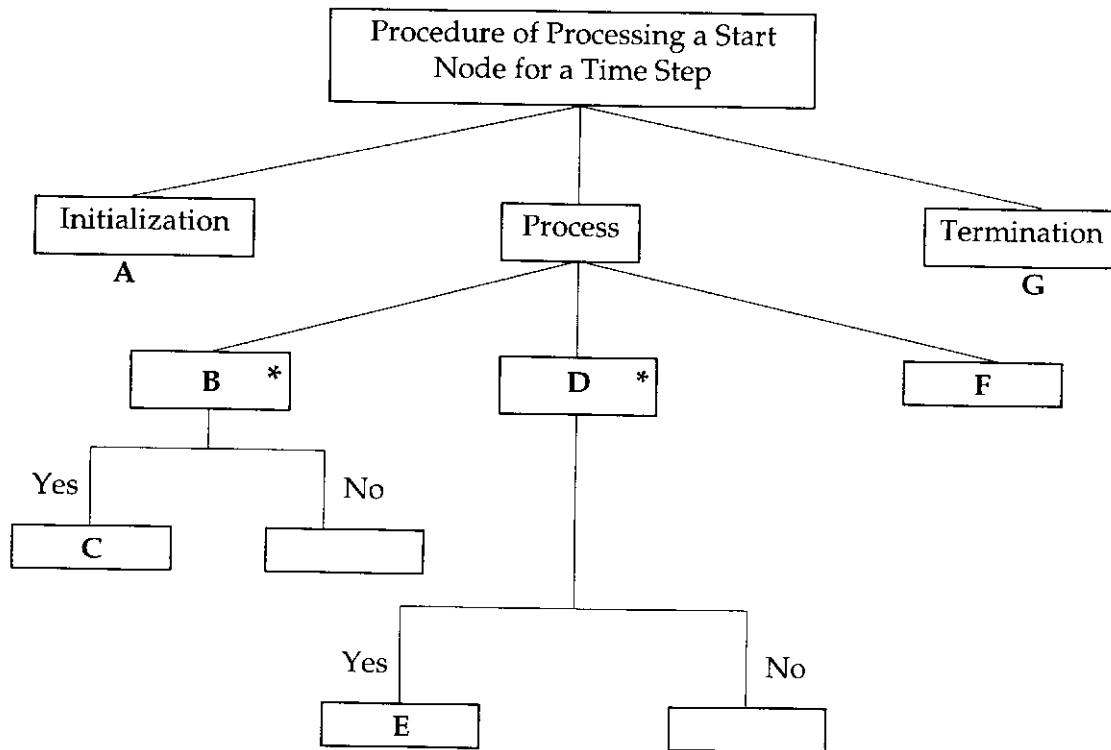 Procedure of Processing a Start
Node for a Time Step
Initialization
A
Process
Termination
G
B *
D *
F
Yes
No
C
Yes
No
E